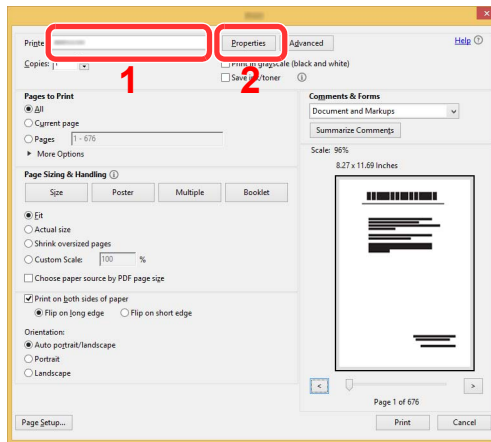 Printe
Properties
Advanced
Help
Copies:
1
2
Print in grayscale (black and white)
Save ink/toner
Pages to Print
All
Current page
Pages 1 - 676
More Options
Comments & Forms
Document and Markups
Summarize Comments
Scale: 96%
8.27 x 11.69 Inches
Page Sizing & Handling
Size Poster Multiple Booklet
Fit
Actual size
Shrink oversized pages
Custom Scale: 100 %
Choose paper source by PDF page size
Print on both sides of paper
Flip on long edge Flip on short edge
Orientation:
Auto portrait/landscape
Portrait
Landscape
< >
Page 1 of 676
Page Setup...
Print Cancel